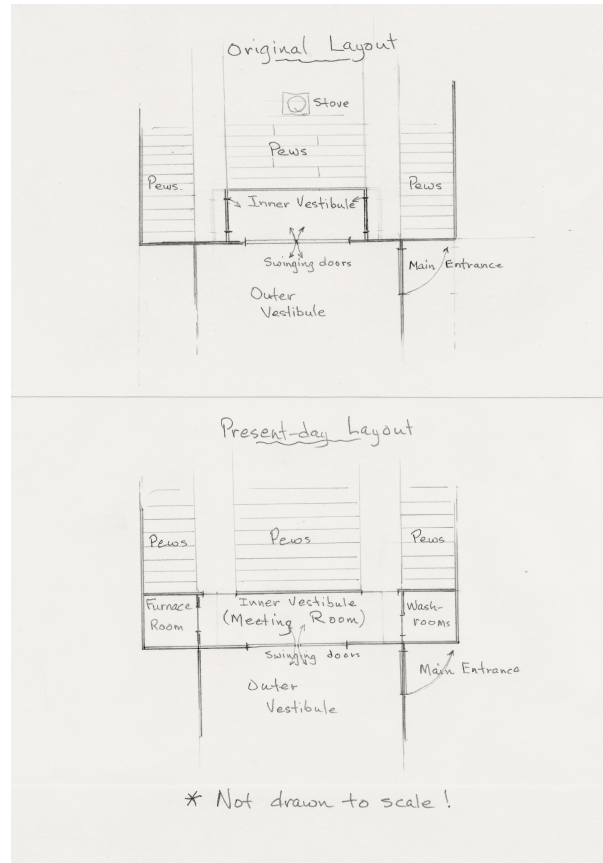 Original Layout
Stove
Pews
Pews.
Pews
Inner Vestibule
Swinging doors
Main Entrance
Outer
Vestibule
Present-day Layout
Pews
Pews
Pews
Furnace
Room
Inner Vestibule
(Meeting Room)
Wash-
rooms
Swinging doors
Main Entrance
Outer
Vestibule
* Not drawn to scale!